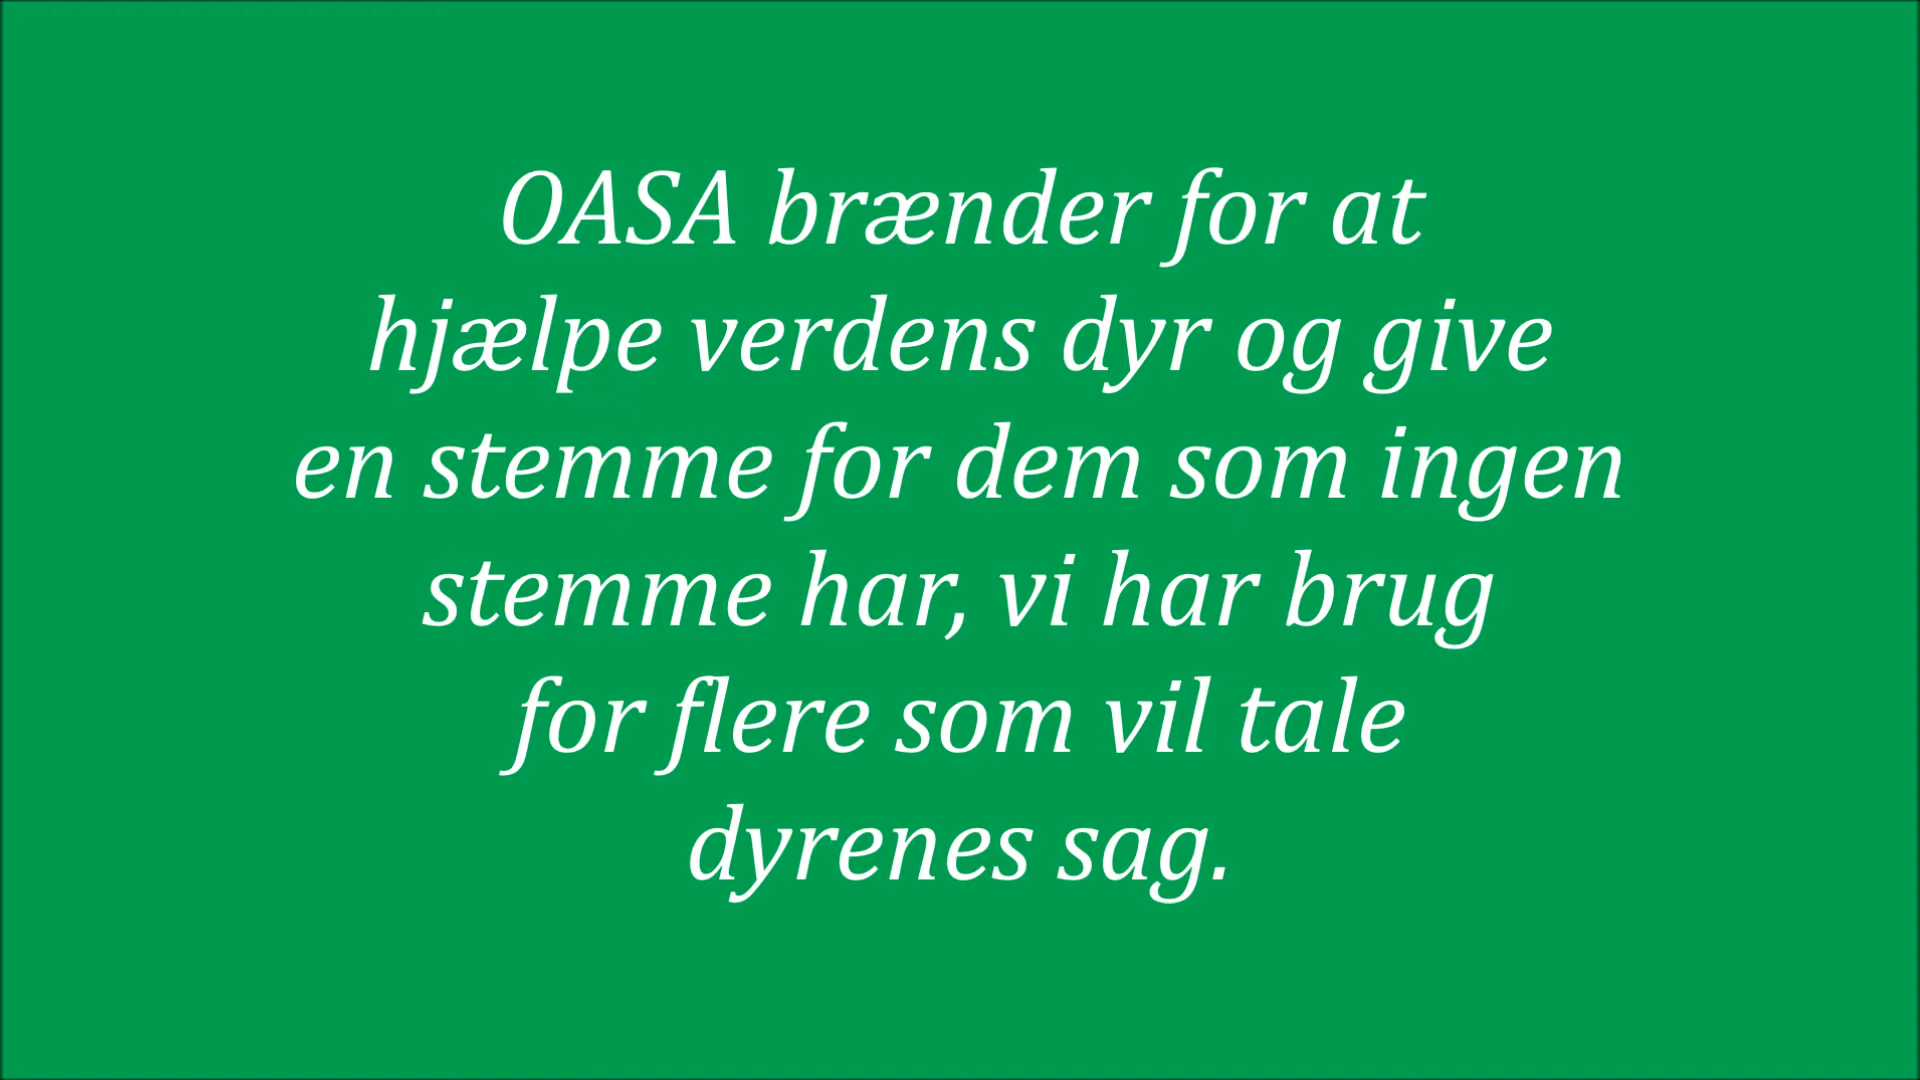 OASA brænder for at
hjælpe verdens dyr og give
en stemme for dem som ingen
stemme har, vi har brug
for flere som vil tale
dyrenes sag.